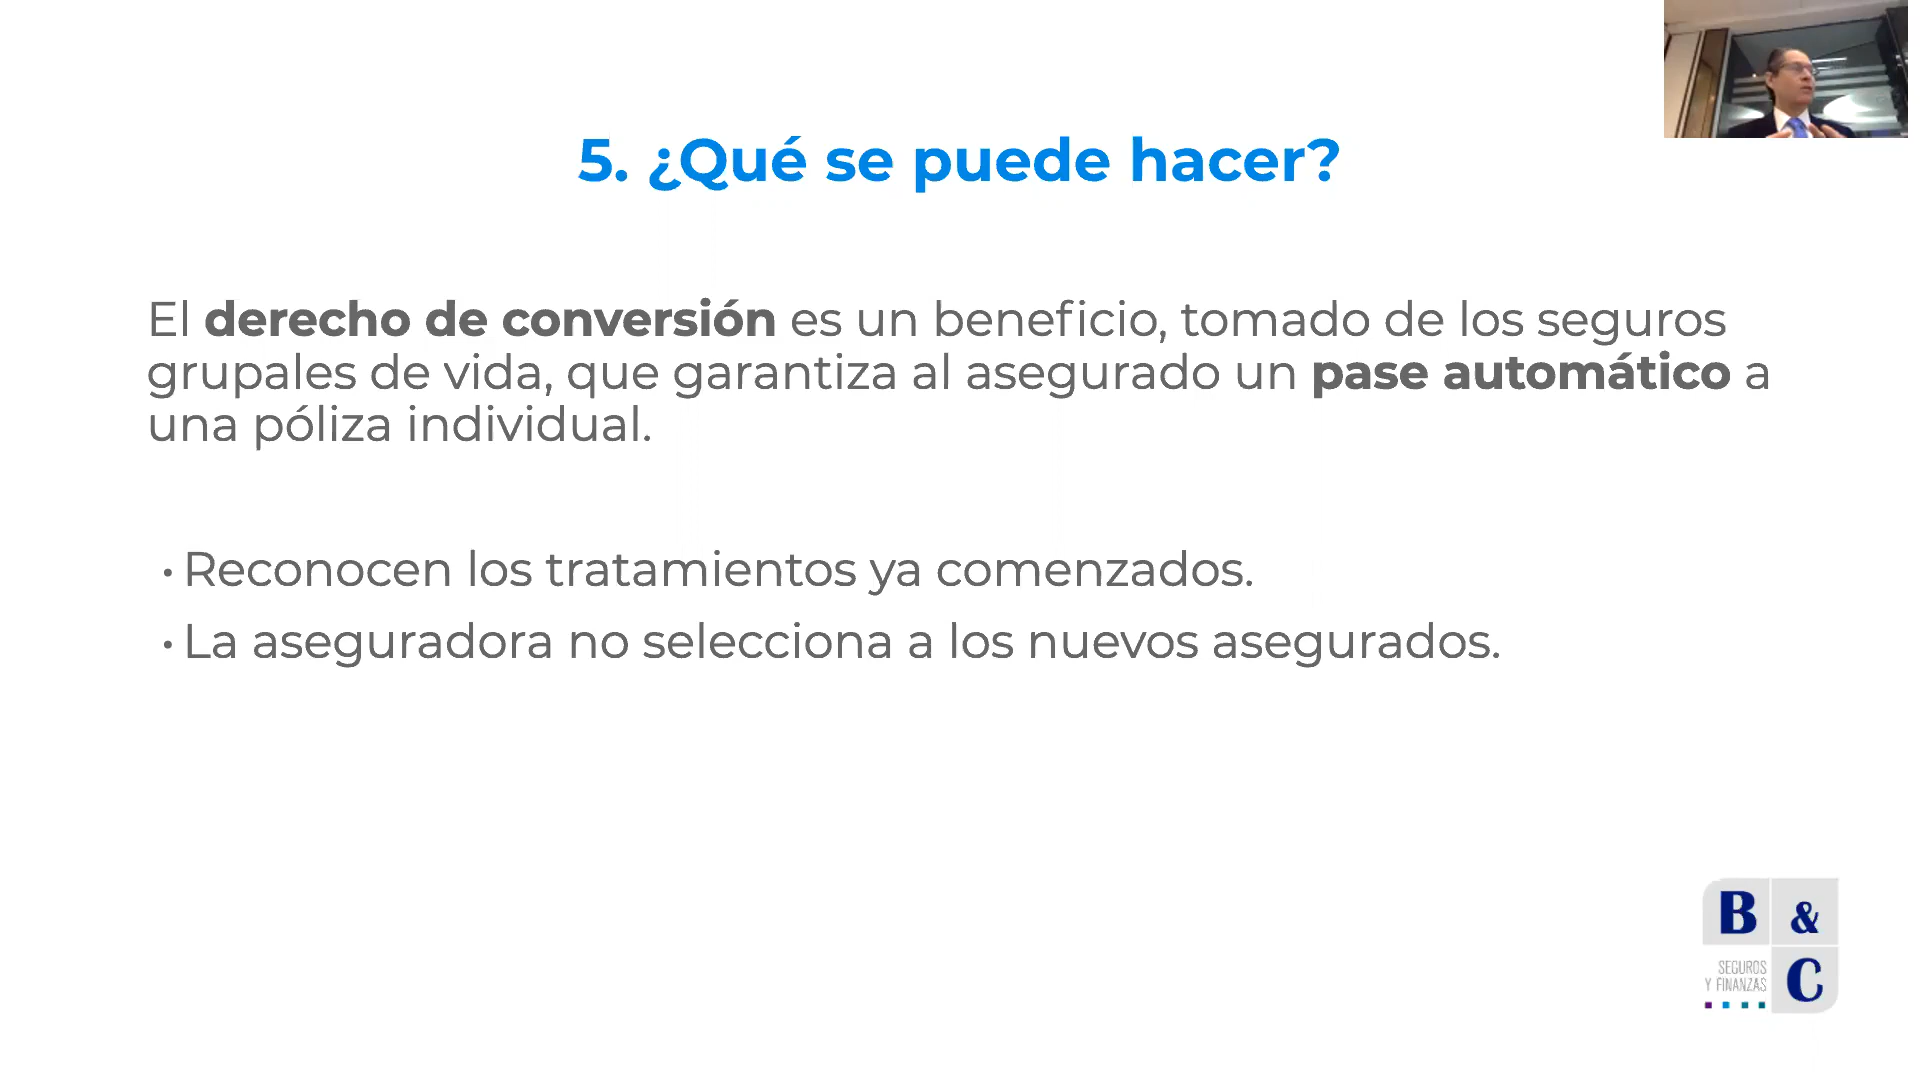 5. ¿Qué se puede hacer?
El derecho de conversión es un beneficio, tomado de los seguros
grupales de vida, que garantiza al asegurado un pase automático a
una póliza individual.
• Reconocen los tratamientos ya comenzados.
• La aseguradora no selecciona a los nuevos asegurados.
B &
SEGUROS
Y FINANZAS
C